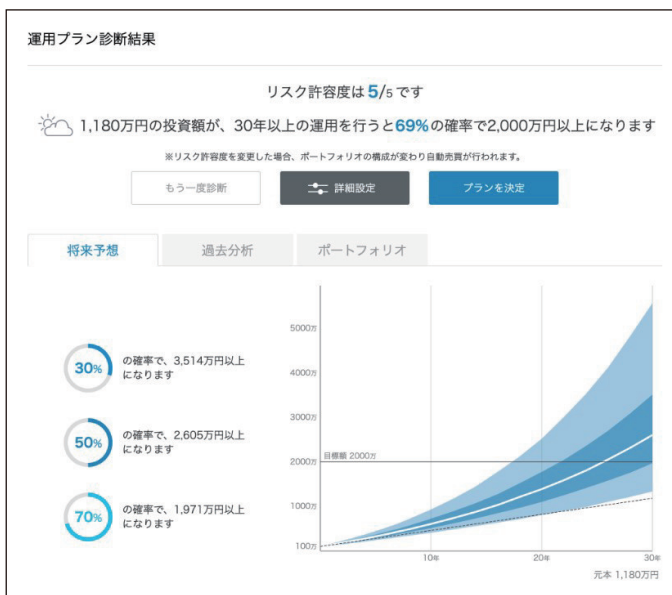 運用プラン診断結果
リスク許容度は 5/5 です
1,180万円の投資額が、30年以上の運用を行うと69%の確率で2,000万円以上になります
※リスク許容度を変更した場合、ポートフォリオの構成が変わり自動売買が行われます。
もう一度診断
詳細設定
プランを決定
将来予想
過去分析
ポートフォリオ
30%
の確率で、3,514万円以上
になります
50%
の確率で、2,605万円以上
になります
70%
の確率で、1,971万円以上
になります
5000万
4000万
3000万
目標額 2000万
2000万
1000万
100万
10年
20年
30年
元本 1,180万円